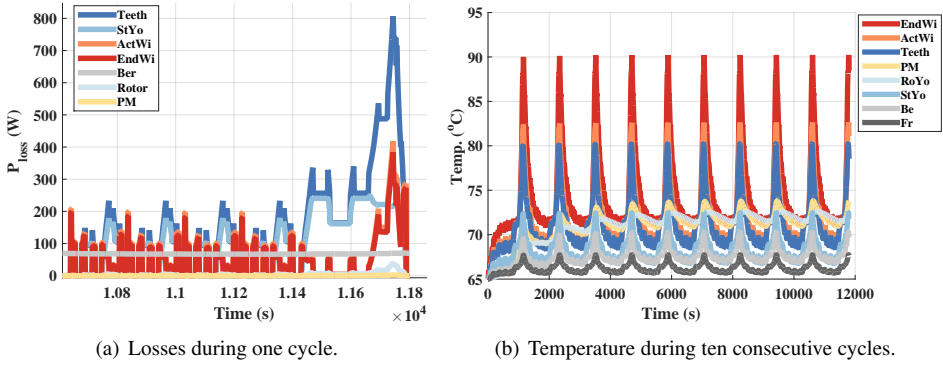 800
700
600
500
400
300
200
100
0
P_loss (W)
Teeth
StYo
ActWi
EndWi
Ber
Rotor
PM
1.08
1.1
1.12
1.14
1.16
1.18
Time (s)
× 10^4
(a) Losses during one cycle.
95
90
85
80
75
70
65
Temp. (°C)
0
2000
4000
6000
8000
10000
12000
Time (s)
EndWi
ActWi
Teeth
PM
RoYo
StYo
Be
Fr
(b) Temperature during ten consecutive cycles.